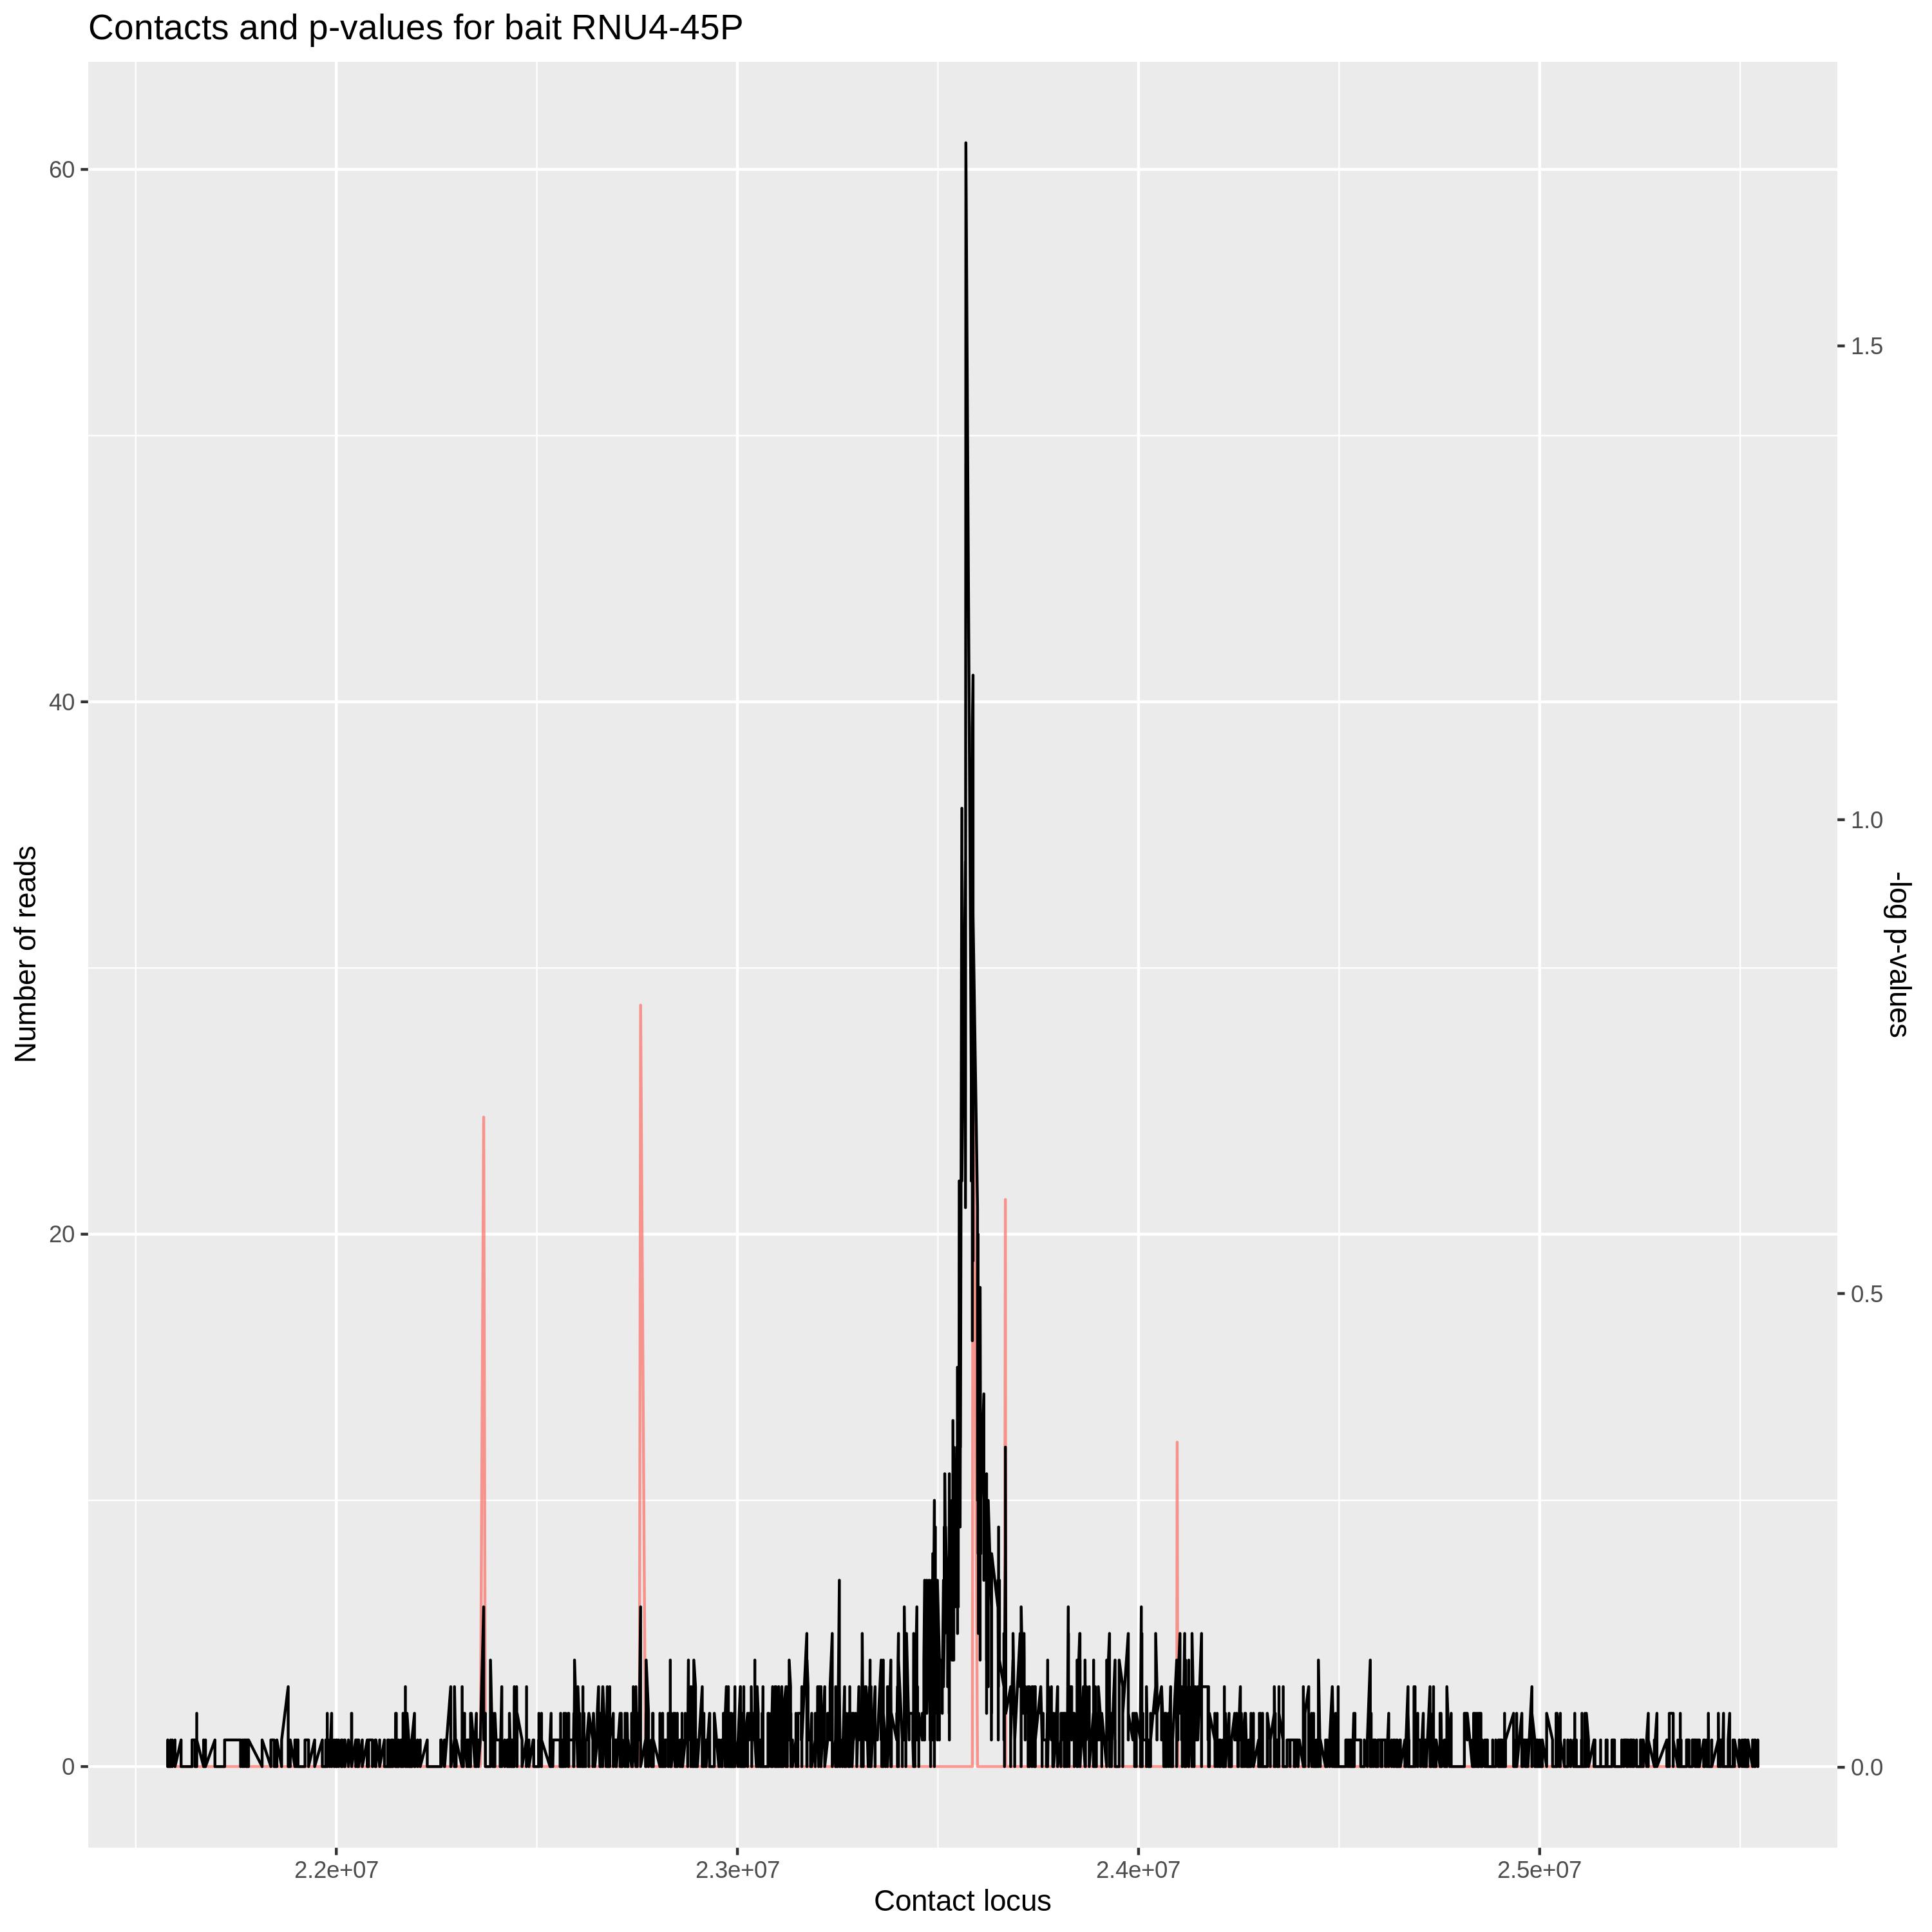 Contacts and p-values for bait RNU4-45P
60
40
20
0
Number of reads
1.5
1.0
0.5
0.0
-log p-values
2.2e+07
2.3e+07
2.4e+07
2.5e+07
Contact locus